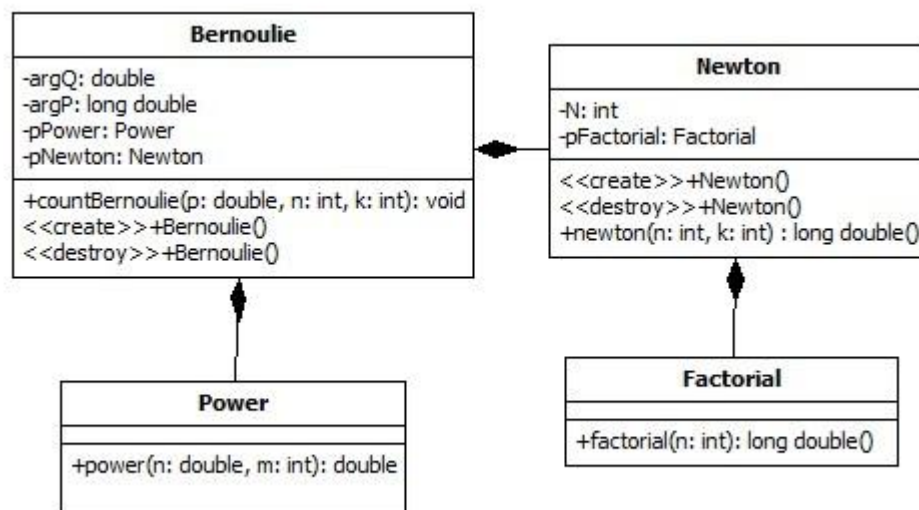 Bernoulie
-argQ: double
-argP: long double
-pPower: Power
-pNewton: Newton
+countBernoulie(p: double, n: int, k: int): void
<<create>>+Bernoulie()
<<destroy>>+Bernoulie()
Newton
-N: int
-pFactorial: Factorial
<<create>>+Newton()
<<destroy>>+Newton()
+newton(n: int, k: int) : long double()
Power
+power(n: double, m: int): double
Factorial
+factorial(n: int): long double()